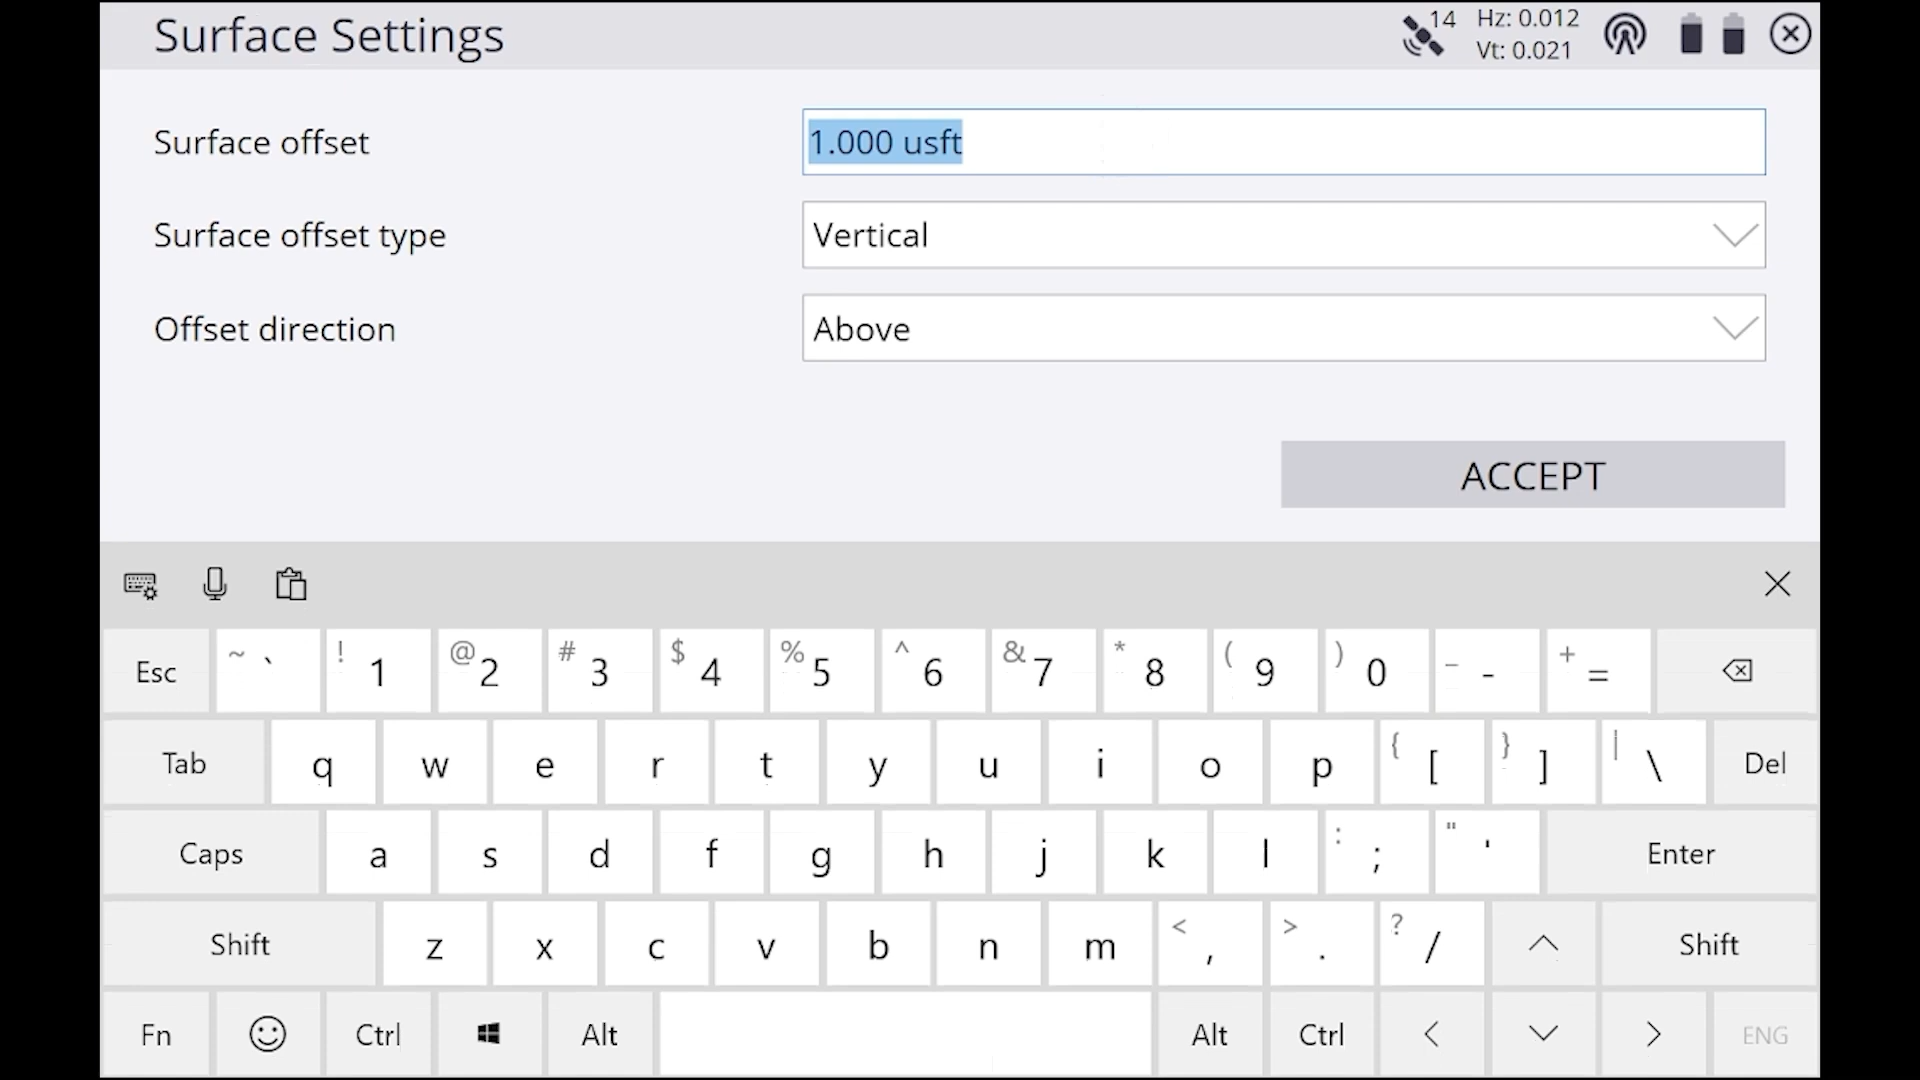 Surface Settings
14
Hz: 0.012
Vt: 0.021
Surface offset
1.000 usft
Surface offset type
Vertical
Offset direction
Above
ACCEPT
Esc ~ ` ! 1 @ 2 # 3 $ 4 % 5 ^ 6 & 7 * 8 ( 9 ) 0 _ - + =
Tab q w e r t y u i o p { [ } ] | \ Del
Caps a s d f g h j k l : ; " ' Enter
Shift z x c v b n m < , > . ? / Shift
Fn Ctrl Alt Alt Ctrl ENG